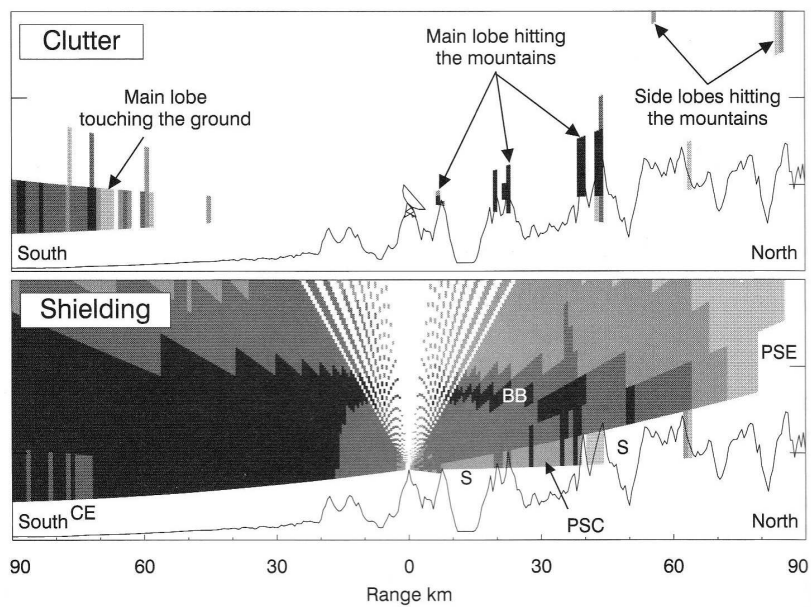 Clutter
Main lobe
touching the ground
Main lobe hitting
the mountains
Side lobes hitting
the mountains
South
North
Shielding
PSE
BB
S
S
South CE
PSC
North
90
60
30
0
30
60
90
Range km